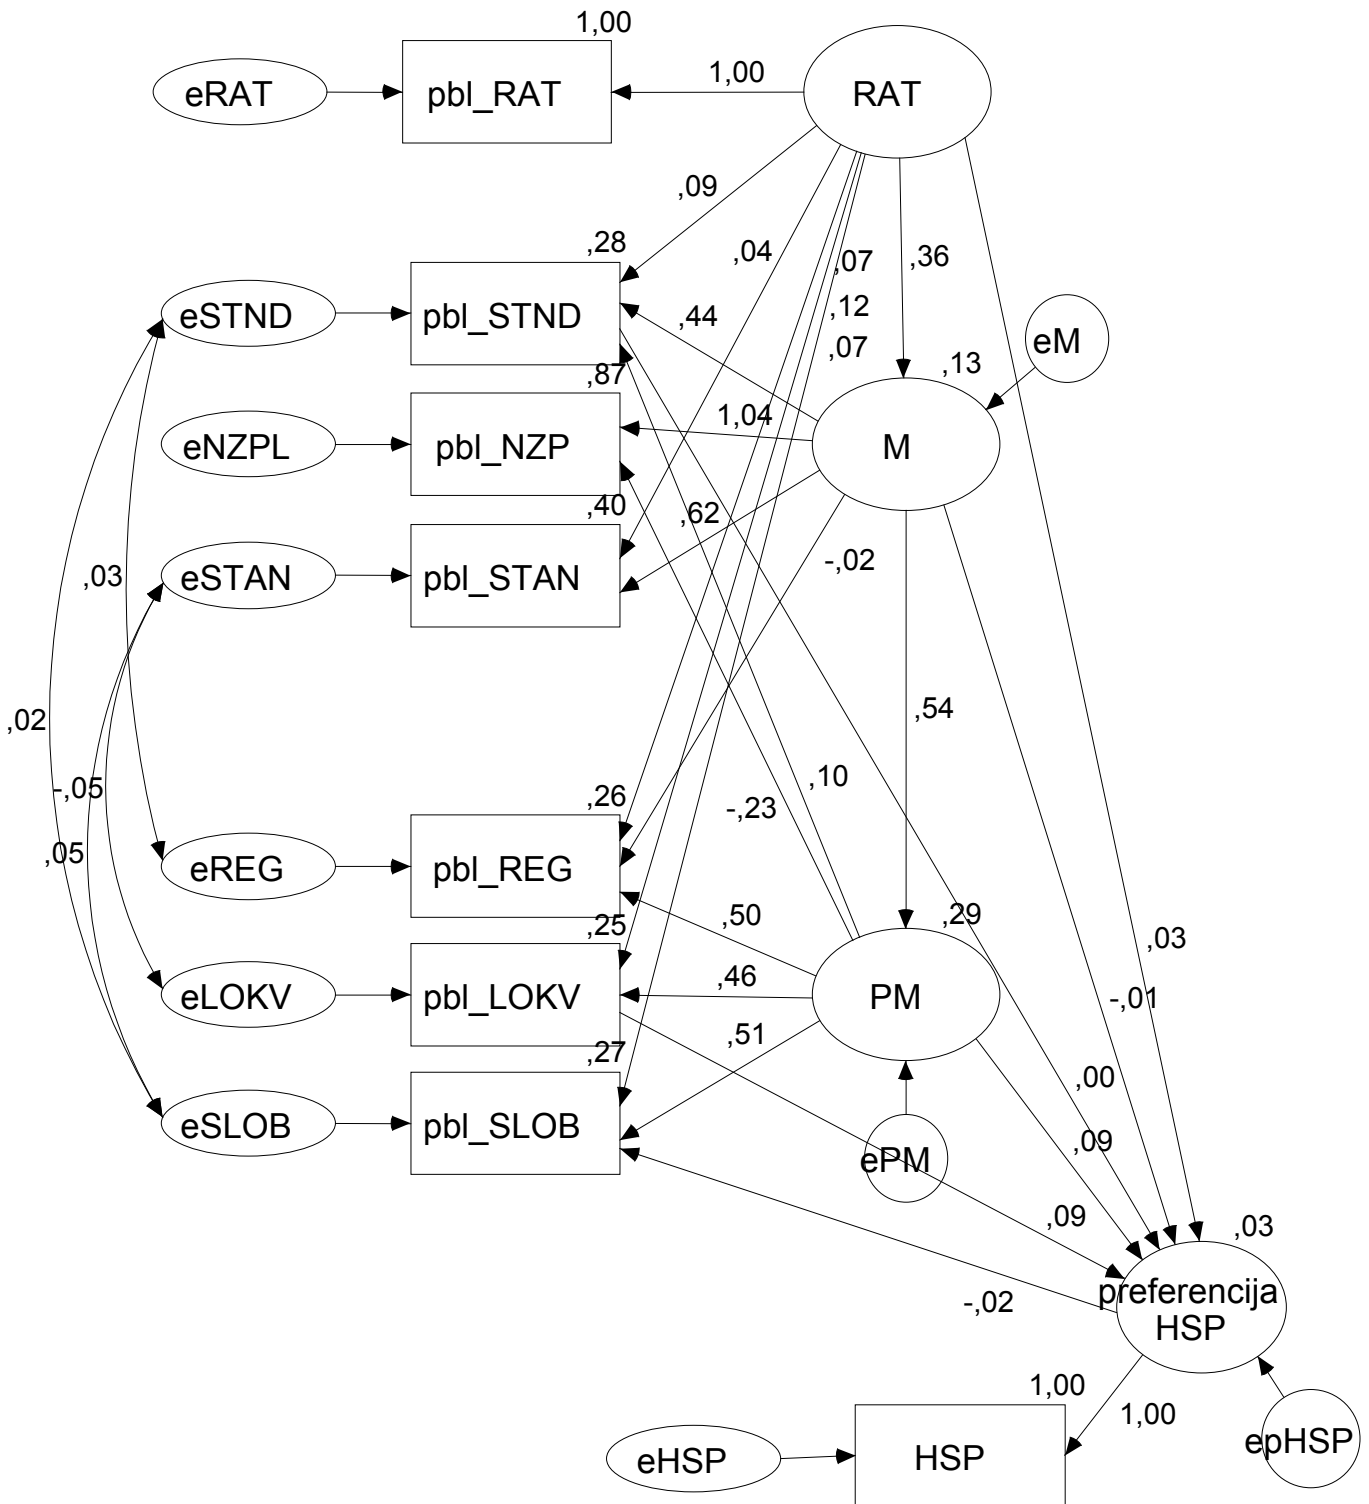 1,00
eRAT
pbl_RAT
1,00
RAT
,09
,28
,04
,07
,36
eSTND
pbl_STND
,44
,12
,07
eM
,13
,87
1,04
eNZPL
pbl_NZP
M
,40
,62
,03
eSTAN
pbl_STAN
-,02
,02
,54
-,05
,26
-,23
,10
,05
eREG
pbl_REG
,25
,50
,29
,03
,46
eLOKV
pbl_LOKV
PM
-,01
,27
,51
,00
eSLOB
pbl_SLOB
,09
ePM
,09
,03
-,02
preferencija
HSP
1,00
1,00
eHSP
HSP
epHSP